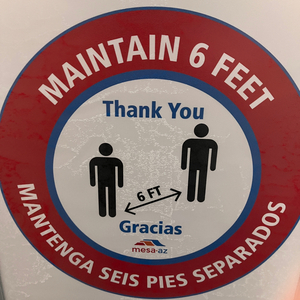 MAINTAIN 6 FEET
Thank You
6 FT
Gracias
mesa·az
MANTENGA SEIS PIES SEPARADOS